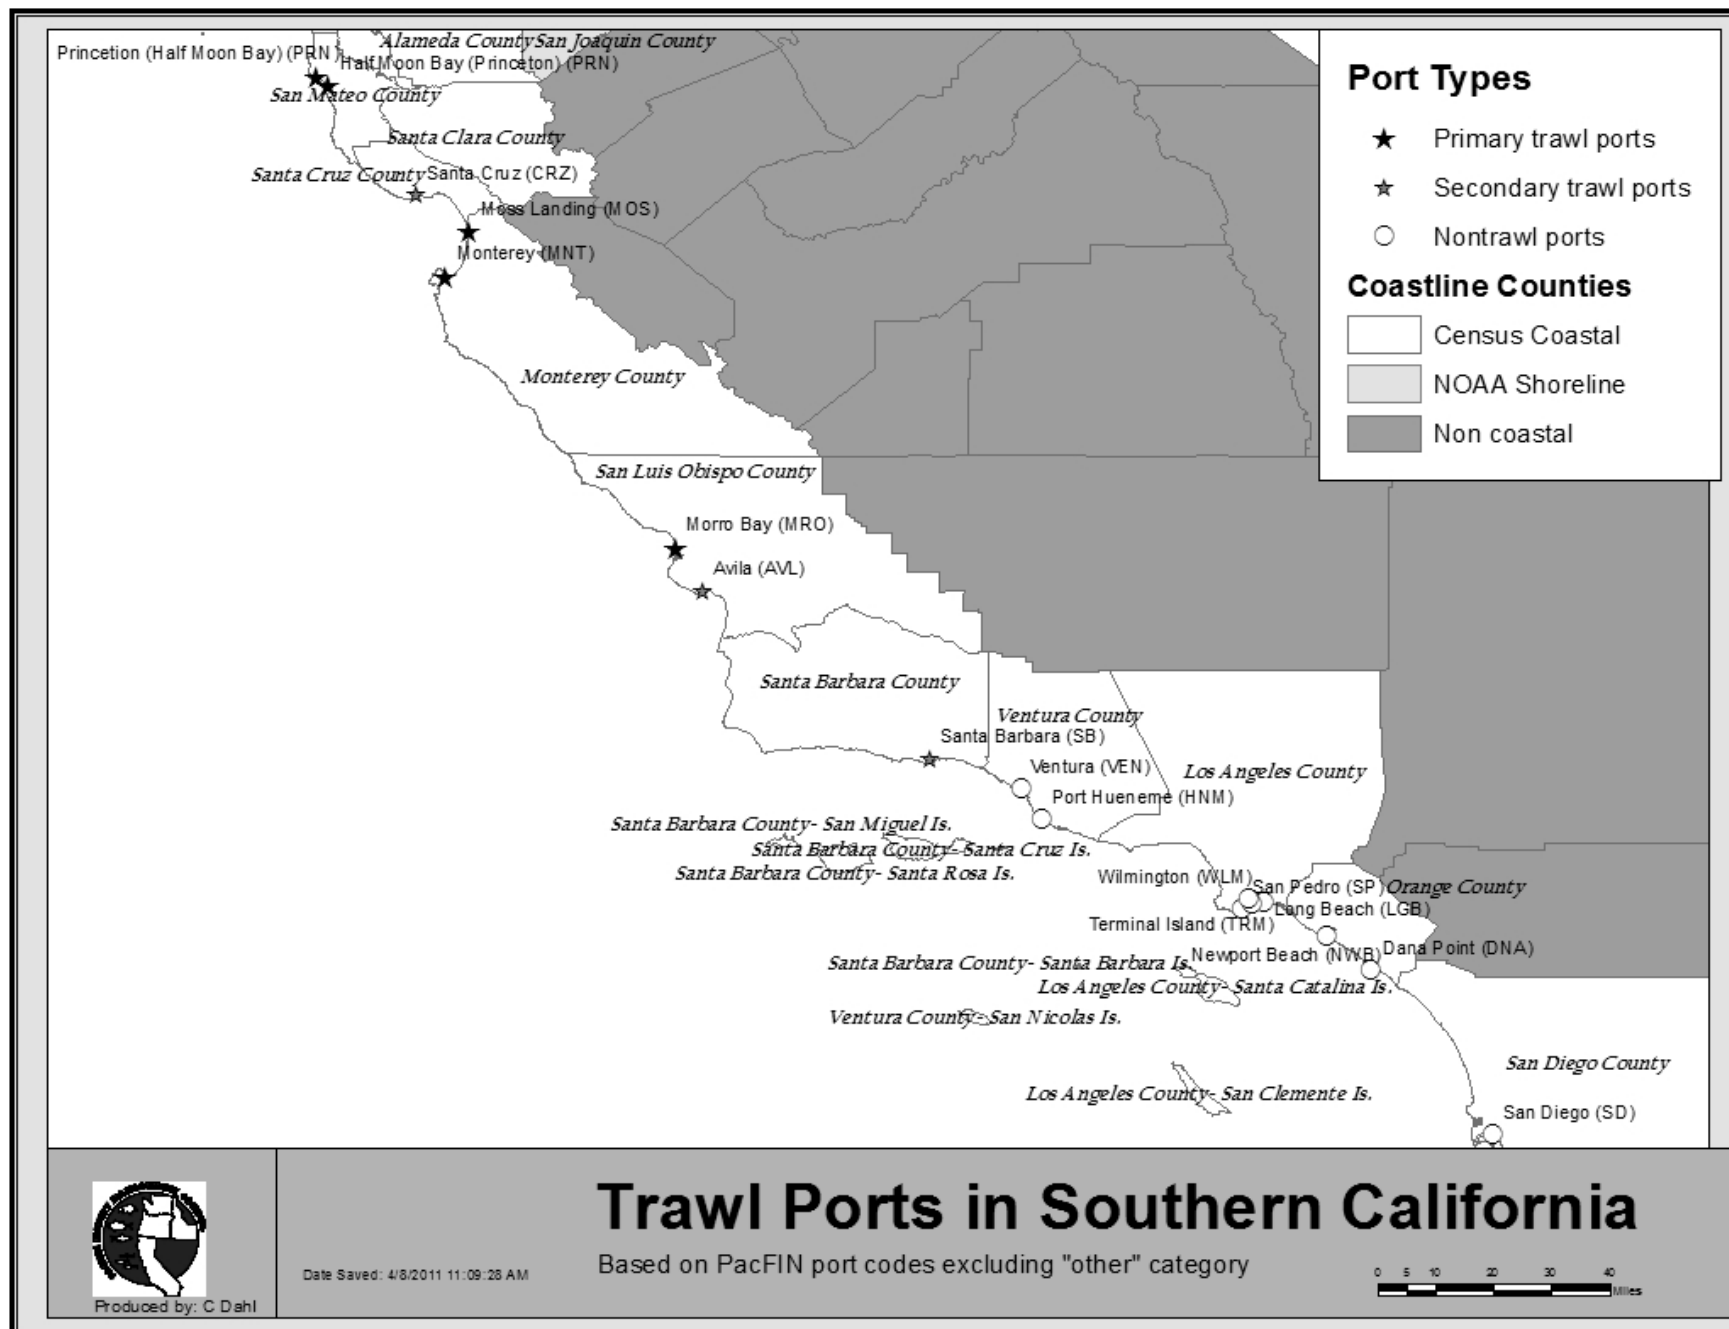 Alameda County San Joaquin County
Princetion (Half Moon Bay) (PRN)
Half Moon Bay (Princeton) (PRN)
San Mateo County
Santa Clara County
Santa Cruz County Santa Cruz (CRZ)
Moss Landing (MOS)
Monterey (MNT)
Monterey County
San Luis Obispo County
Morro Bay (MRO)
Avila (AVL)
Santa Barbara County
Ventura County
Santa Barbara (SB)
Ventura (VEN)
Los Angeles County
Port Hueneme (HNM)
Santa Barbara County- San Miguel Is.
Santa Barbara County- Santa Cruz Is.
Santa Barbara County- Santa Rosa Is.
Wilmington (WLM)
San Pedro (SP) Orange County
Long Beach (LGB)
Terminal Island (TRM)
Newport Beach (NWB) Dana Point (DNA)
Santa Barbara County- Santa Barbara Is.
Los Angeles County- Santa Catalina Is.
Ventura County- San Nicolas Is.
San Diego County
Los Angeles County- San Clemente Is.
San Diego (SD)
Port Types
Primary trawl ports
Secondary trawl ports
Nontrawl ports
Coastline Counties
Census Coastal
NOAA Shoreline
Non coastal
Produced by: C Dahl
Date Saved: 4/8/2011 11:09:28 AM
Trawl Ports in Southern California
Based on PacFIN port codes excluding "other" category
0 5 10 20 30 40
Miles